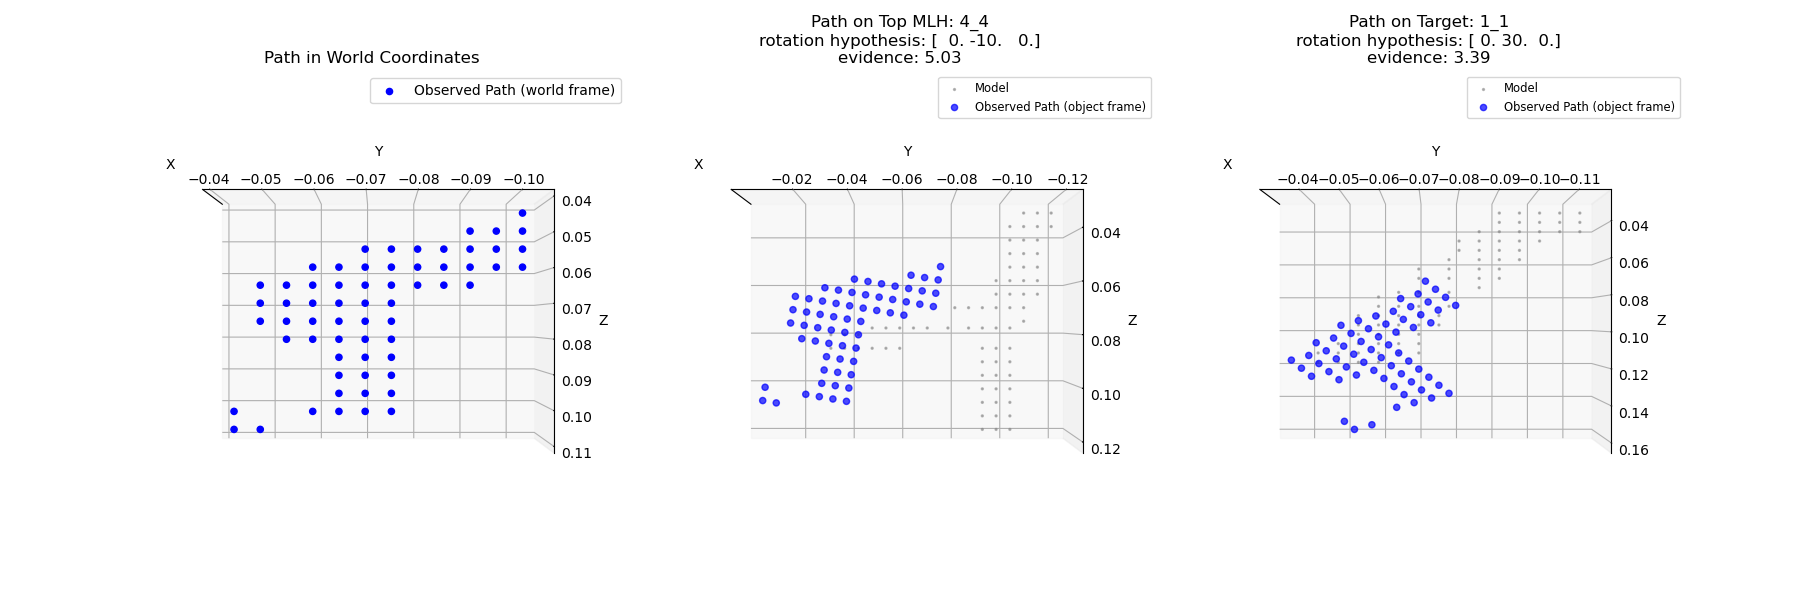 Path in World Coordinates
Observed Path (world frame)
X
Y
−0.04 −0.05 −0.06 −0.07 −0.08 −0.09 −0.10
0.04
0.05
0.06
0.07
Z
0.08
0.09
0.10
0.11
Path on Top MLH: 4_4
rotation hypothesis: [  0. -10.   0.]
evidence: 5.03
Model
Observed Path (object frame)
X
Y
−0.02 −0.04 −0.06 −0.08 −0.10 −0.12
0.04
0.06
Z
0.08
0.10
0.12
Path on Target: 1_1
rotation hypothesis: [ 0. 30.  0.]
evidence: 3.39
Model
Observed Path (object frame)
X
Y
−0.04 −0.05 −0.06 −0.07 −0.08 −0.09 −0.10 −0.11
0.04
0.06
0.08
Z
0.10
0.12
0.14
0.16